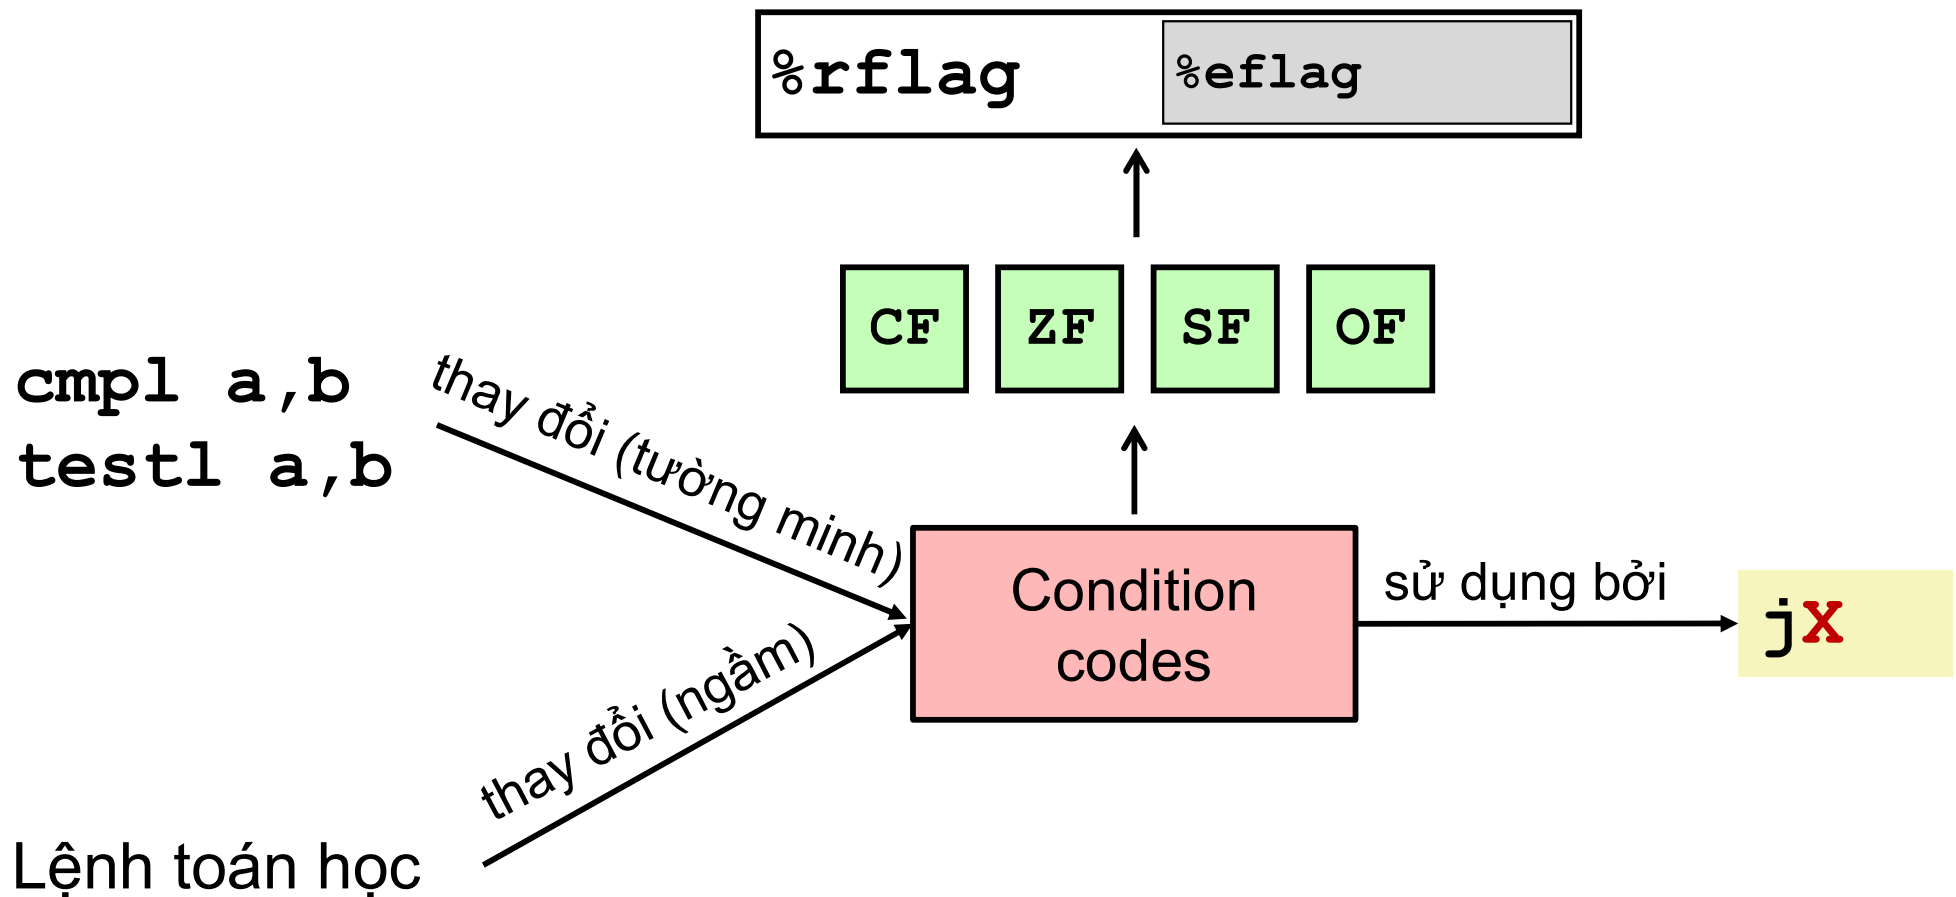 %rflag
%eflag
CF
ZF
SF
OF
cmpl a,b
testl a,b
thay đổi (tường minh)
Condition
codes
sử dụng bởi
jX
thay đổi (ngầm)
Lệnh toán học